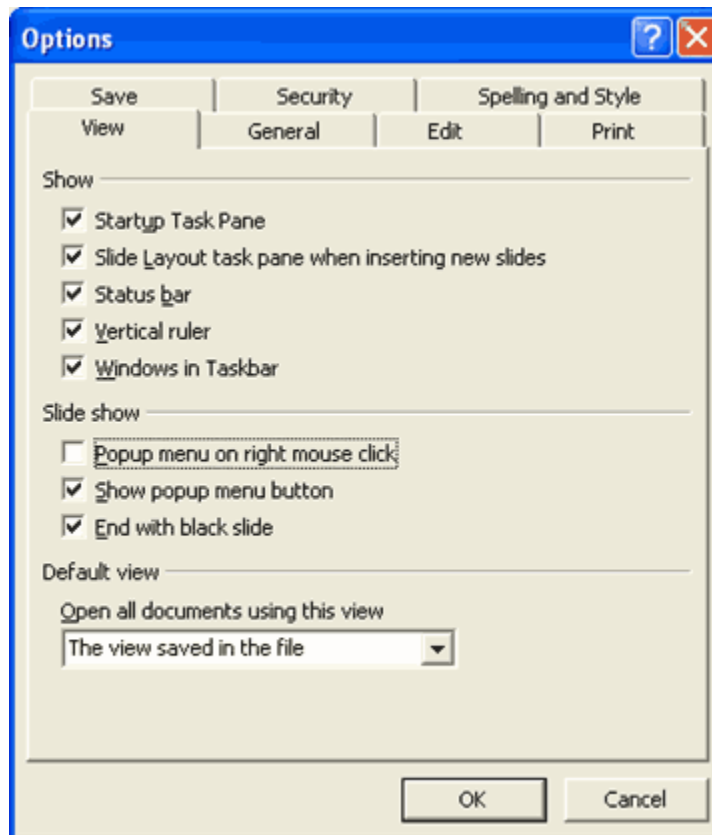 Options
Save Security Spelling and Style
View General Edit Print
Show
Startup Task Pane
Slide Layout task pane when inserting new slides
Status bar
Vertical ruler
Windows in Taskbar
Slide show
Popup menu on right mouse click
Show popup menu button
End with black slide
Default view
Open all documents using this view
The view saved in the file
OK Cancel